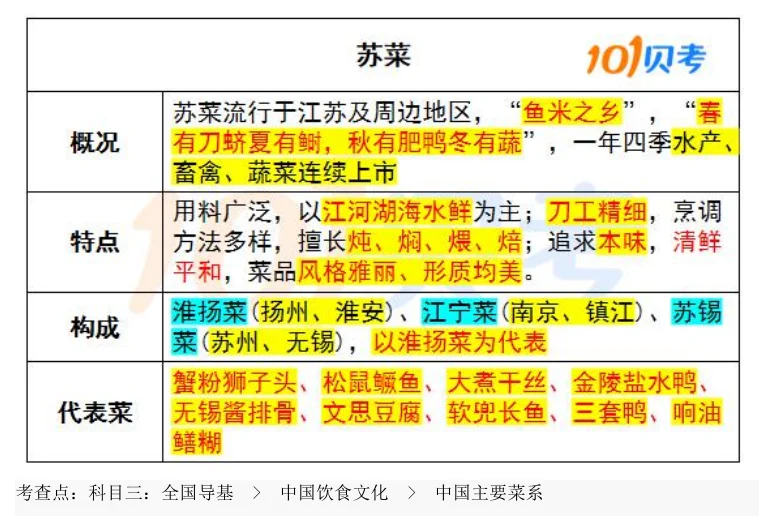 苏菜
101贝考
概况
苏菜流行于江苏及周边地区，“鱼米之乡”，“春
有刀鲚夏有鲥，秋有肥鸭冬有蔬”，一年四季水产、
畜禽、蔬菜连续上市
特点
用料广泛，以江河湖海水鲜为主；刀工精细，烹调
方法多样，擅长炖、焖、煨、焙；追求本味，清鲜
平和，菜品风格雅丽、形质均美。
构成
淮扬菜(扬州、淮安)、江宁菜(南京、镇江)、苏锡
菜(苏州、无锡)，以淮扬菜为代表
代表菜
蟹粉狮子头、松鼠鳜鱼、大煮干丝、金陵盐水鸭、
无锡酱排骨、文思豆腐、软兜长鱼、三套鸭、响油
鳝糊
考查点：科目三：全国导基 > 中国饮食文化 > 中国主要菜系